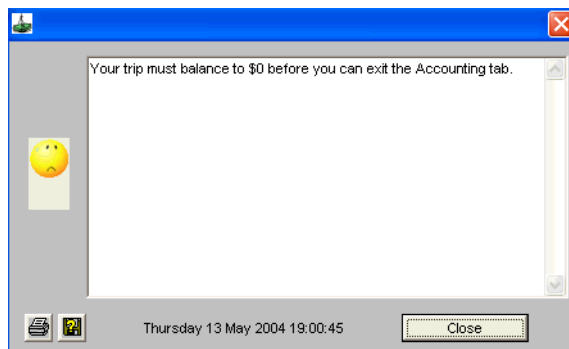 Your trip must balance to $0 before you can exit the Accounting tab.
Thursday 13 May 2004 19:00:45
Close